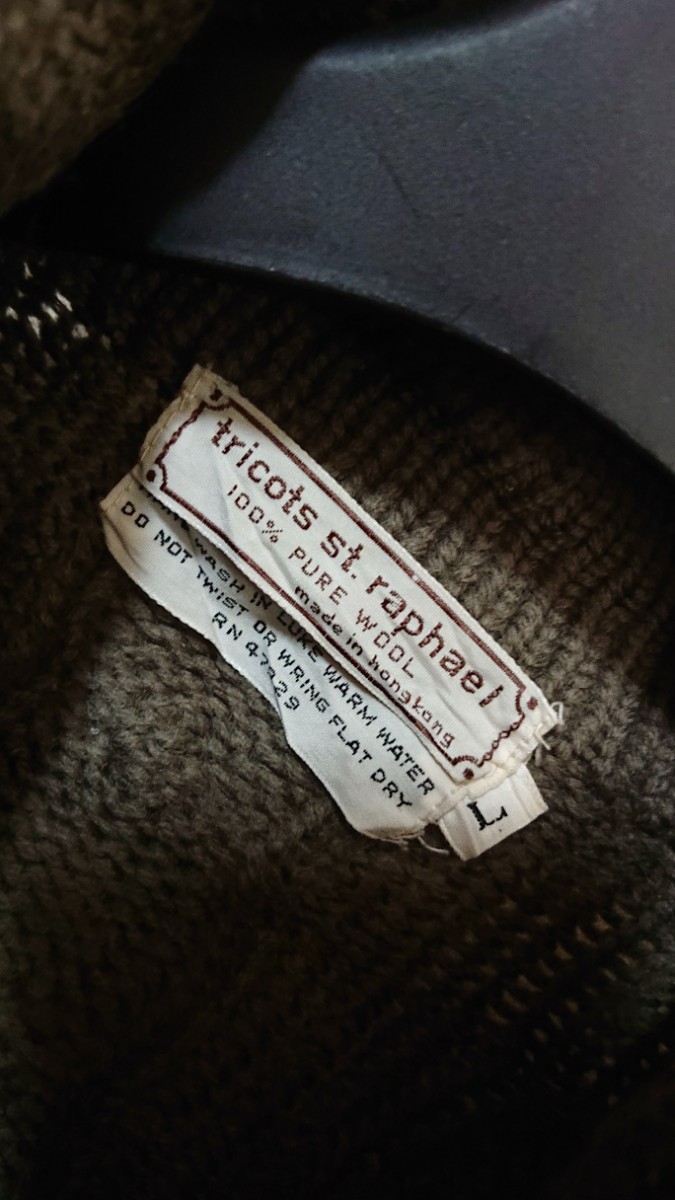 tricots st. raphael
100% PURE WOOL
made in hongkong
WASH IN LUKE WARM WATER
DO NOT TWIST OR WRING FLAT DRY
RN
L